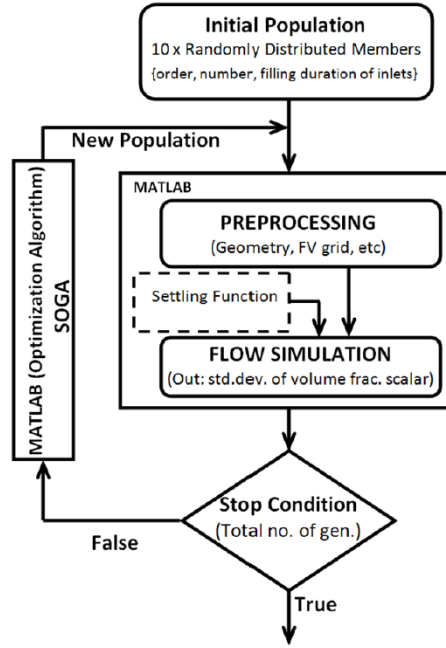 Initial Population
10 x Randomly Distributed Members
{order, number, filling duration of inlets}
New Population
MATLAB
PREPROCESSING
(Geometry, FV grid, etc)
Settling Function
FLOW SIMULATION
(Out: std.dev. of volume frac. scalar)
MATLAB (Optimization Algorithm)
SOGA
Stop Condition
(Total no. of gen.)
False
True